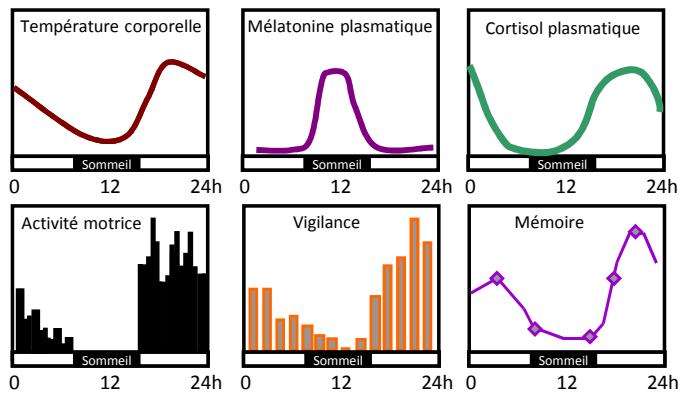 Température corporelle
Mélatonine plasmatique
Cortisol plasmatique
Sommeil
Sommeil
Sommeil
0 12 24h
0 12 24h
0 12 24h
Activité motrice
Vigilance
Mémoire
Sommeil
Sommeil
Sommeil
0 12 24h
0 12 24h
0 12 24h